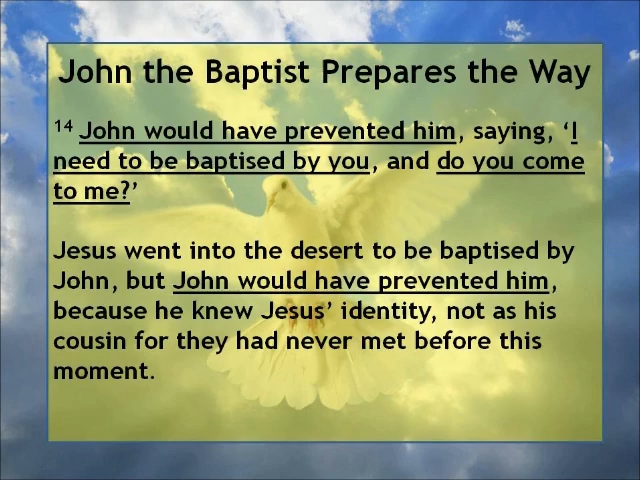 John the Baptist Prepares the Way
14 John would have prevented him, saying, ‘I
need to be baptised by you, and do you come
to me?’
Jesus went into the desert to be baptised by
John, but John would have prevented him,
because he knew Jesus’ identity, not as his
cousin for they had never met before this
moment.